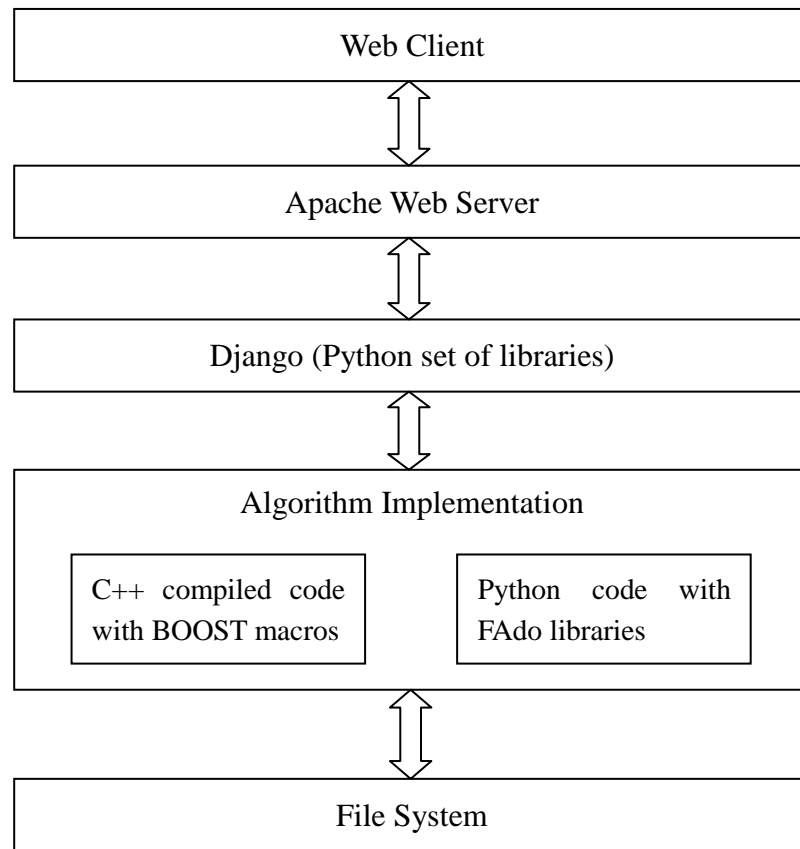 Web Client
Apache Web Server
Django (Python set of libraries)
Algorithm Implementation
C++ compiled code
with BOOST macros
Python code with
FAdo libraries
File System